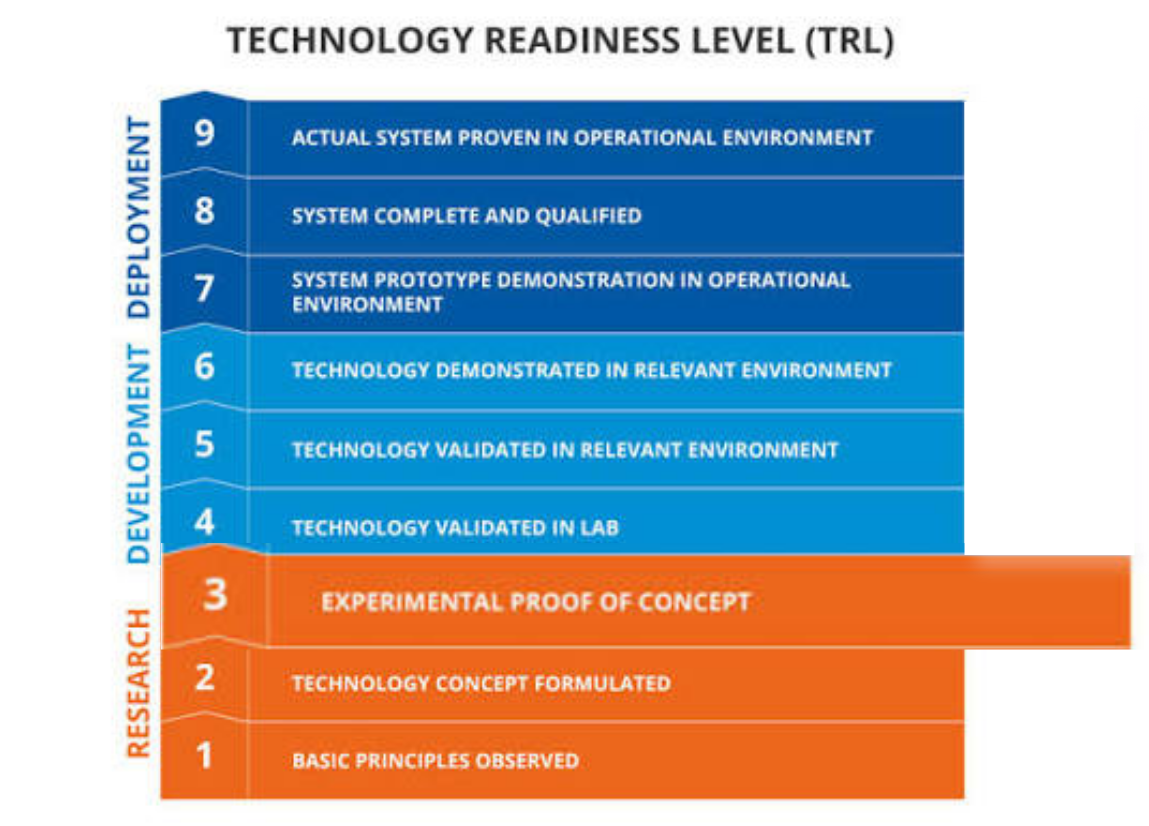 TECHNOLOGY READINESS LEVEL (TRL)
DEPLOYMENT
9 ACTUAL SYSTEM PROVEN IN OPERATIONAL ENVIRONMENT
8 SYSTEM COMPLETE AND QUALIFIED
7 SYSTEM PROTOTYPE DEMONSTRATION IN OPERATIONAL
ENVIRONMENT
DEVELOPMENT
6 TECHNOLOGY DEMONSTRATED IN RELEVANT ENVIRONMENT
5 TECHNOLOGY VALIDATED IN RELEVANT ENVIRONMENT
4 TECHNOLOGY VALIDATED IN LAB
RESEARCH
3 EXPERIMENTAL PROOF OF CONCEPT
2 TECHNOLOGY CONCEPT FORMULATED
1 BASIC PRINCIPLES OBSERVED